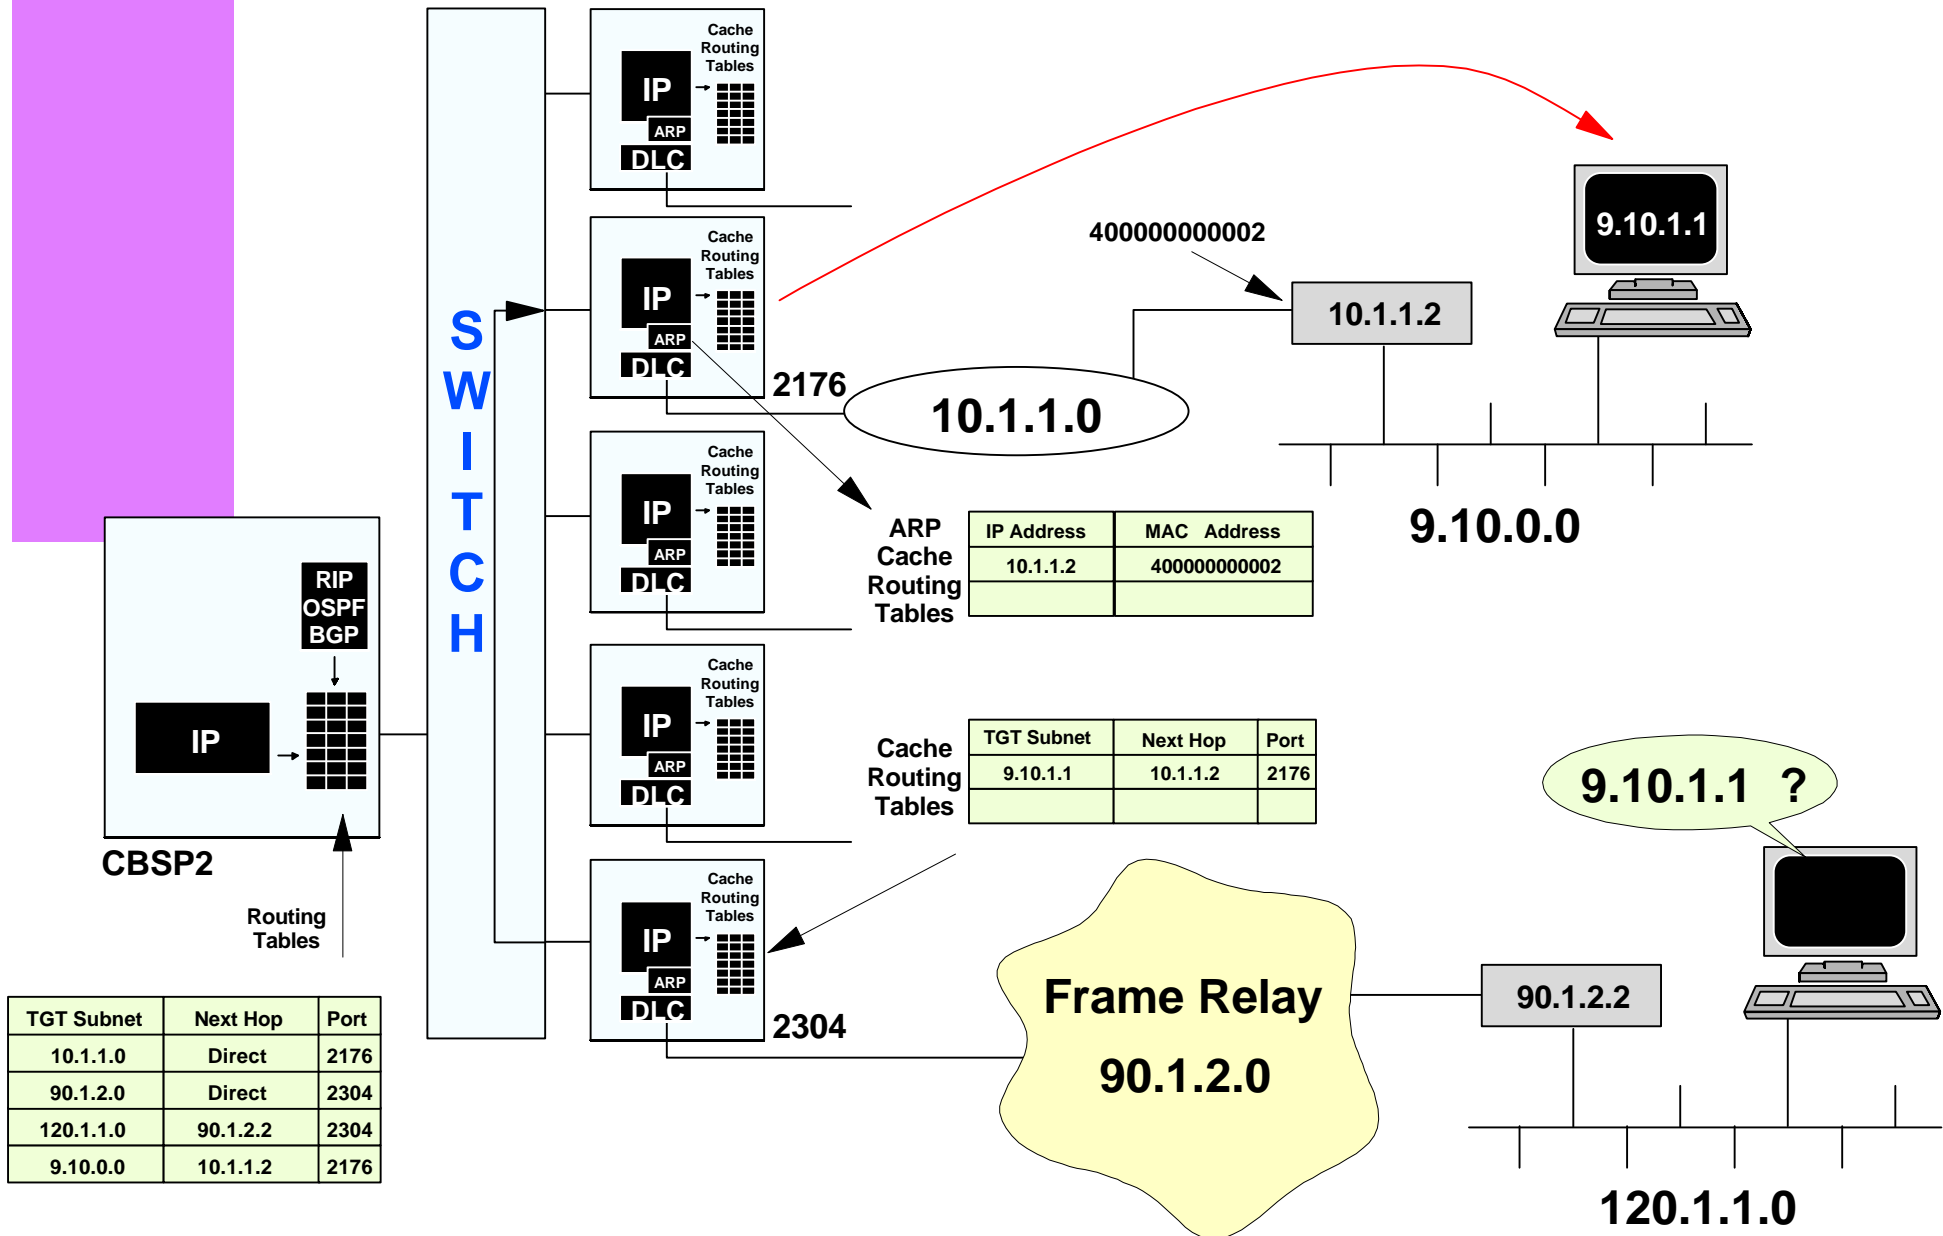 Cache
Routing
Tables
IP
ARP
DLC
Cache
Routing
Tables
IP
ARP
DLC
2176
Cache
Routing
Tables
IP
ARP
DLC
Cache
Routing
Tables
IP
ARP
DLC
Cache
Routing
Tables
IP
ARP
DLC
2304
S
W
I
T
C
H
RIP
OSPF
BGP
IP
CBSP2
Routing
Tables
TGT Subnet Next Hop Port
10.1.1.0 Direct 2176
90.1.2.0 Direct 2304
120.1.1.0 90.1.2.2 2304
9.10.0.0 10.1.1.2 2176
400000000002
10.1.1.2
9.10.1.1
10.1.1.0
9.10.0.0
ARP
Cache
Routing
Tables
IP Address MAC Address
10.1.1.2 400000000002
Cache
Routing
Tables
TGT Subnet Next Hop Port
9.10.1.1 10.1.1.2 2176
9.10.1.1 ?
Frame Relay
90.1.2.0
90.1.2.2
120.1.1.0